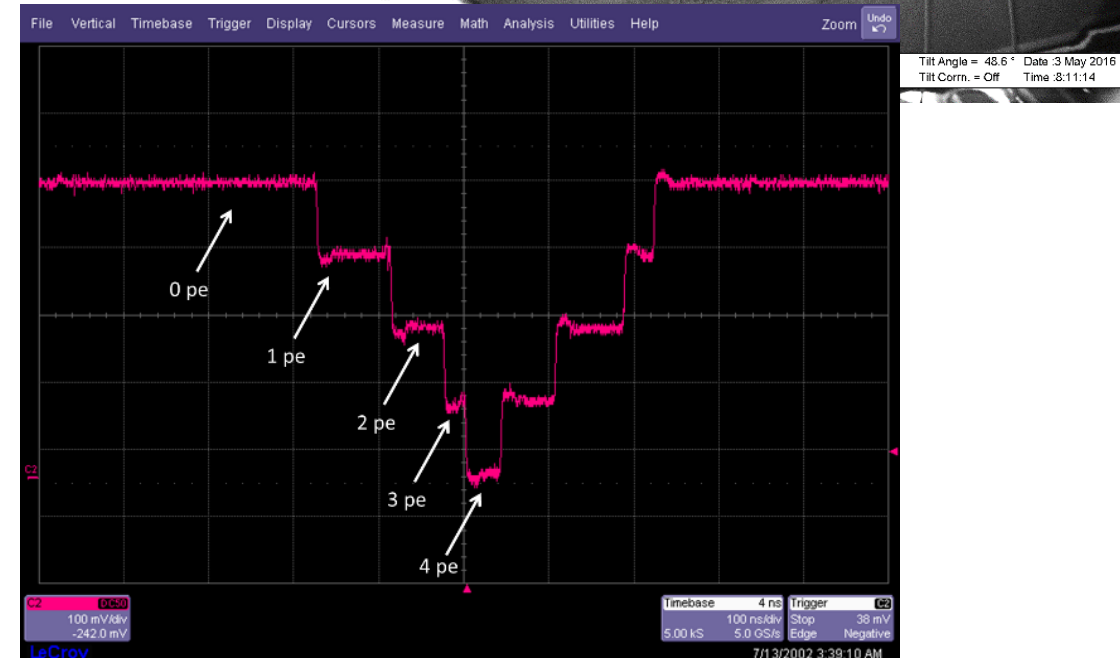 File Vertical Timebase Trigger Display Cursors Measure Math Analysis Utilities Help Zoom Undo
Tilt Angle = 48.6 ° Date :3 May 2016
Tilt Corrn. = Off Time :8:11:14
0 pe
1 pe
2 pe
3 pe
4 pe
C2
C2 DC50
100 mV/div
-242.0 mV
Timebase 4 ns
100 ns/div
5.00 kS 5.0 GS/s
Trigger C2
Stop 38 mV
Edge Negative
LeCroy
7/13/2002 3:39:10 AM